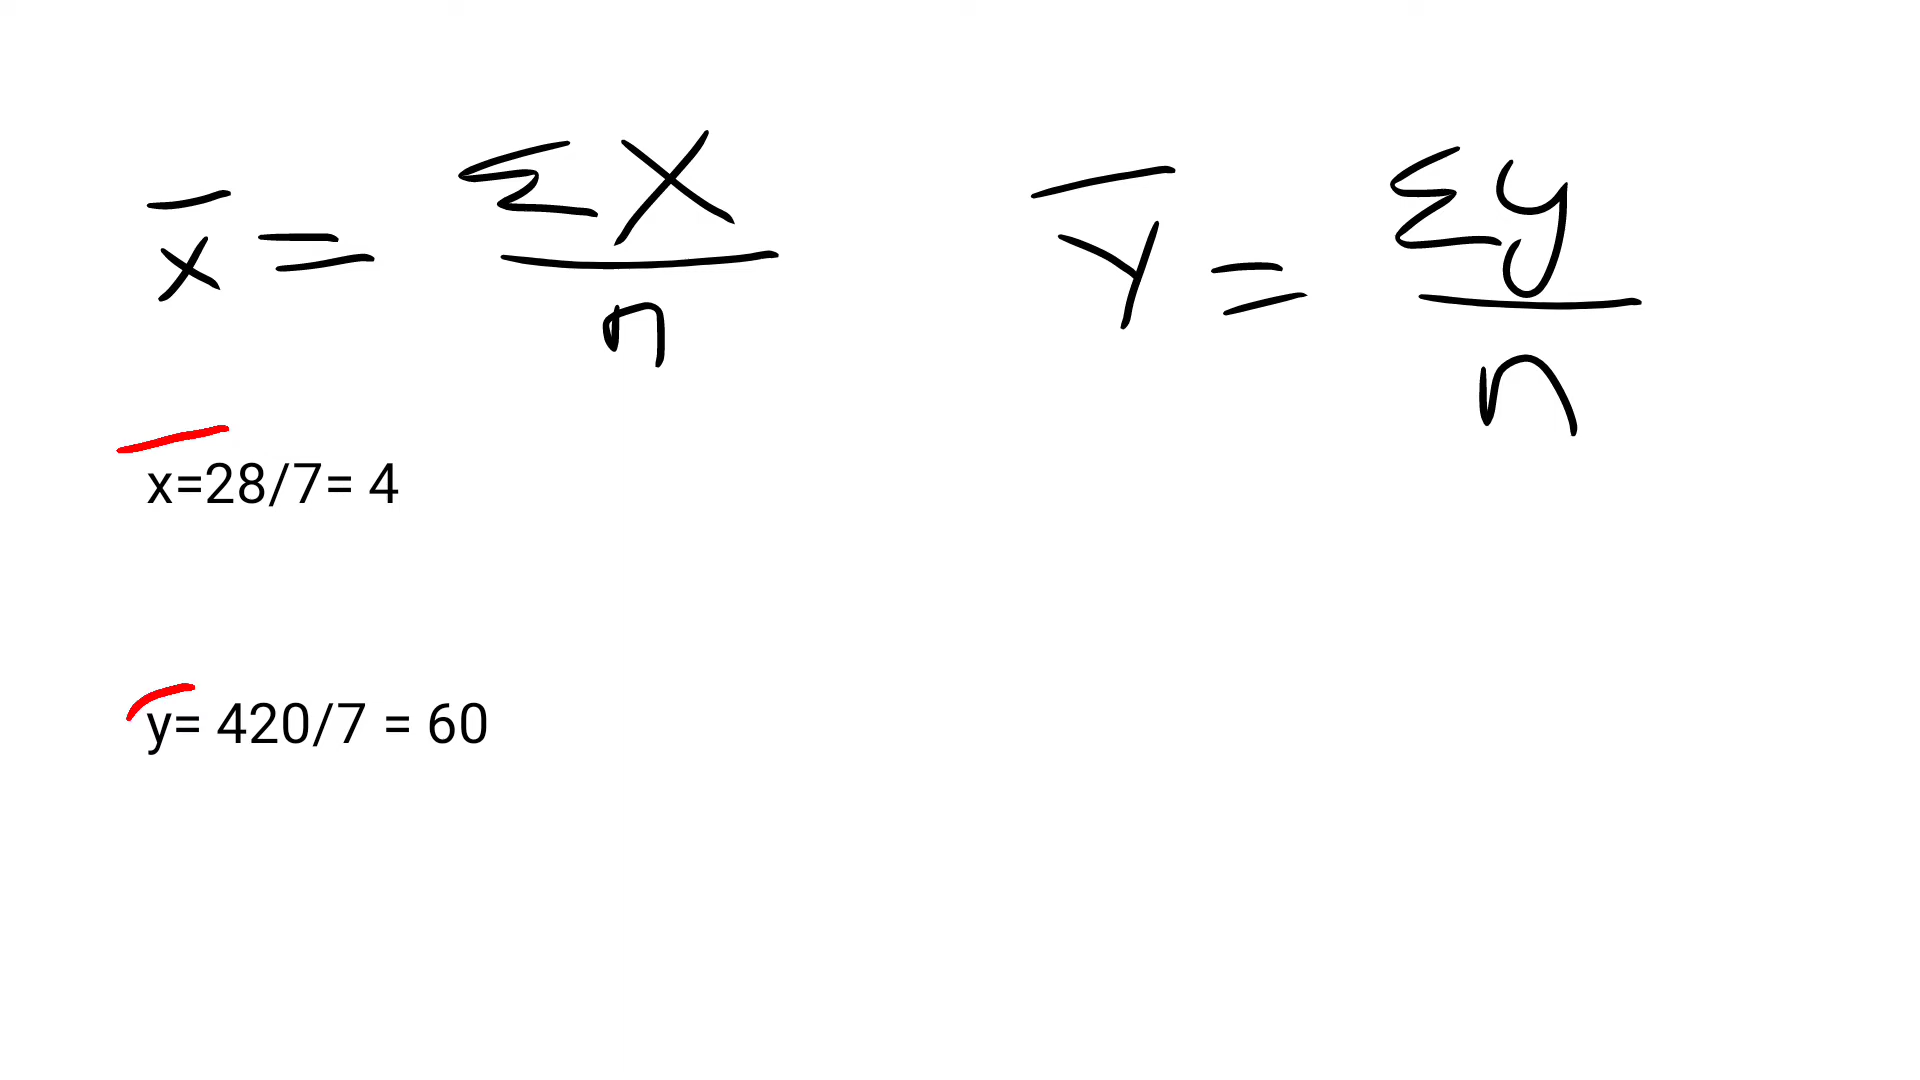 x̄ = ΣX / n
Ȳ = Σy / n
x̄=28/7= 4
ȳ= 420/7 = 60